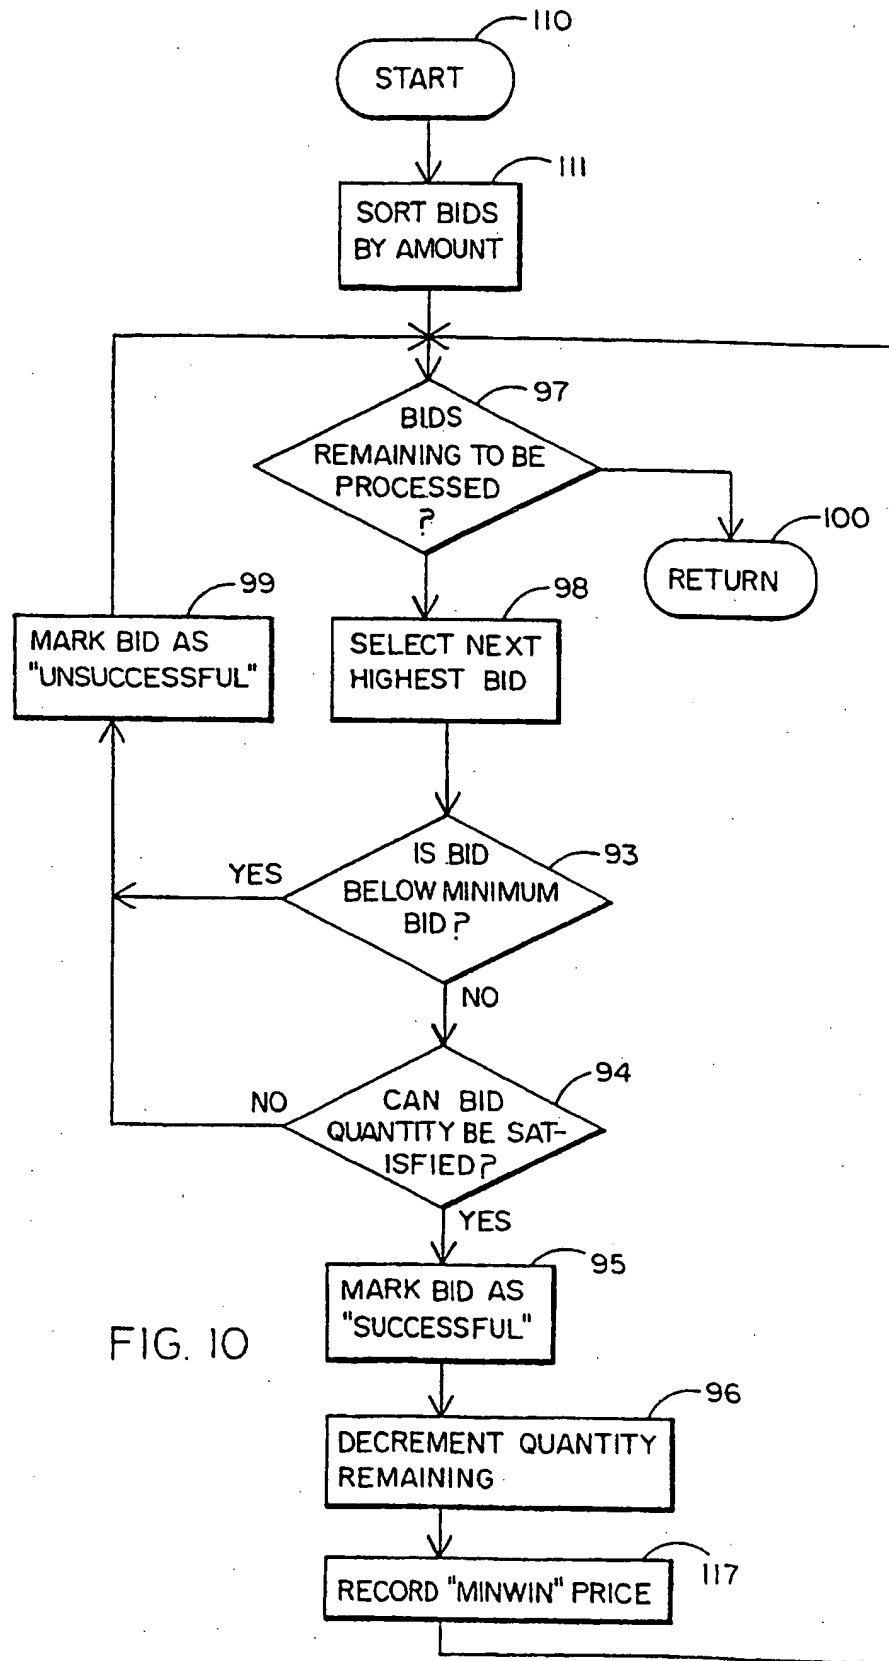 110
START
111
SORT BIDS
BY AMOUNT
97
BIDS
REMAINING TO BE
PROCESSED
?
100
RETURN
99
MARK BID AS
"UNSUCCESSFUL"
98
SELECT NEXT
HIGHEST BID
93
IS BID
BELOW MINIMUM
BID?
YES
NO
94
CAN BID
QUANTITY BE SAT-
ISFIED?
NO
YES
95
MARK BID AS
"SUCCESSFUL"
FIG. 10
96
DECREMENT QUANTITY
REMAINING
117
RECORD "MINWIN" PRICE